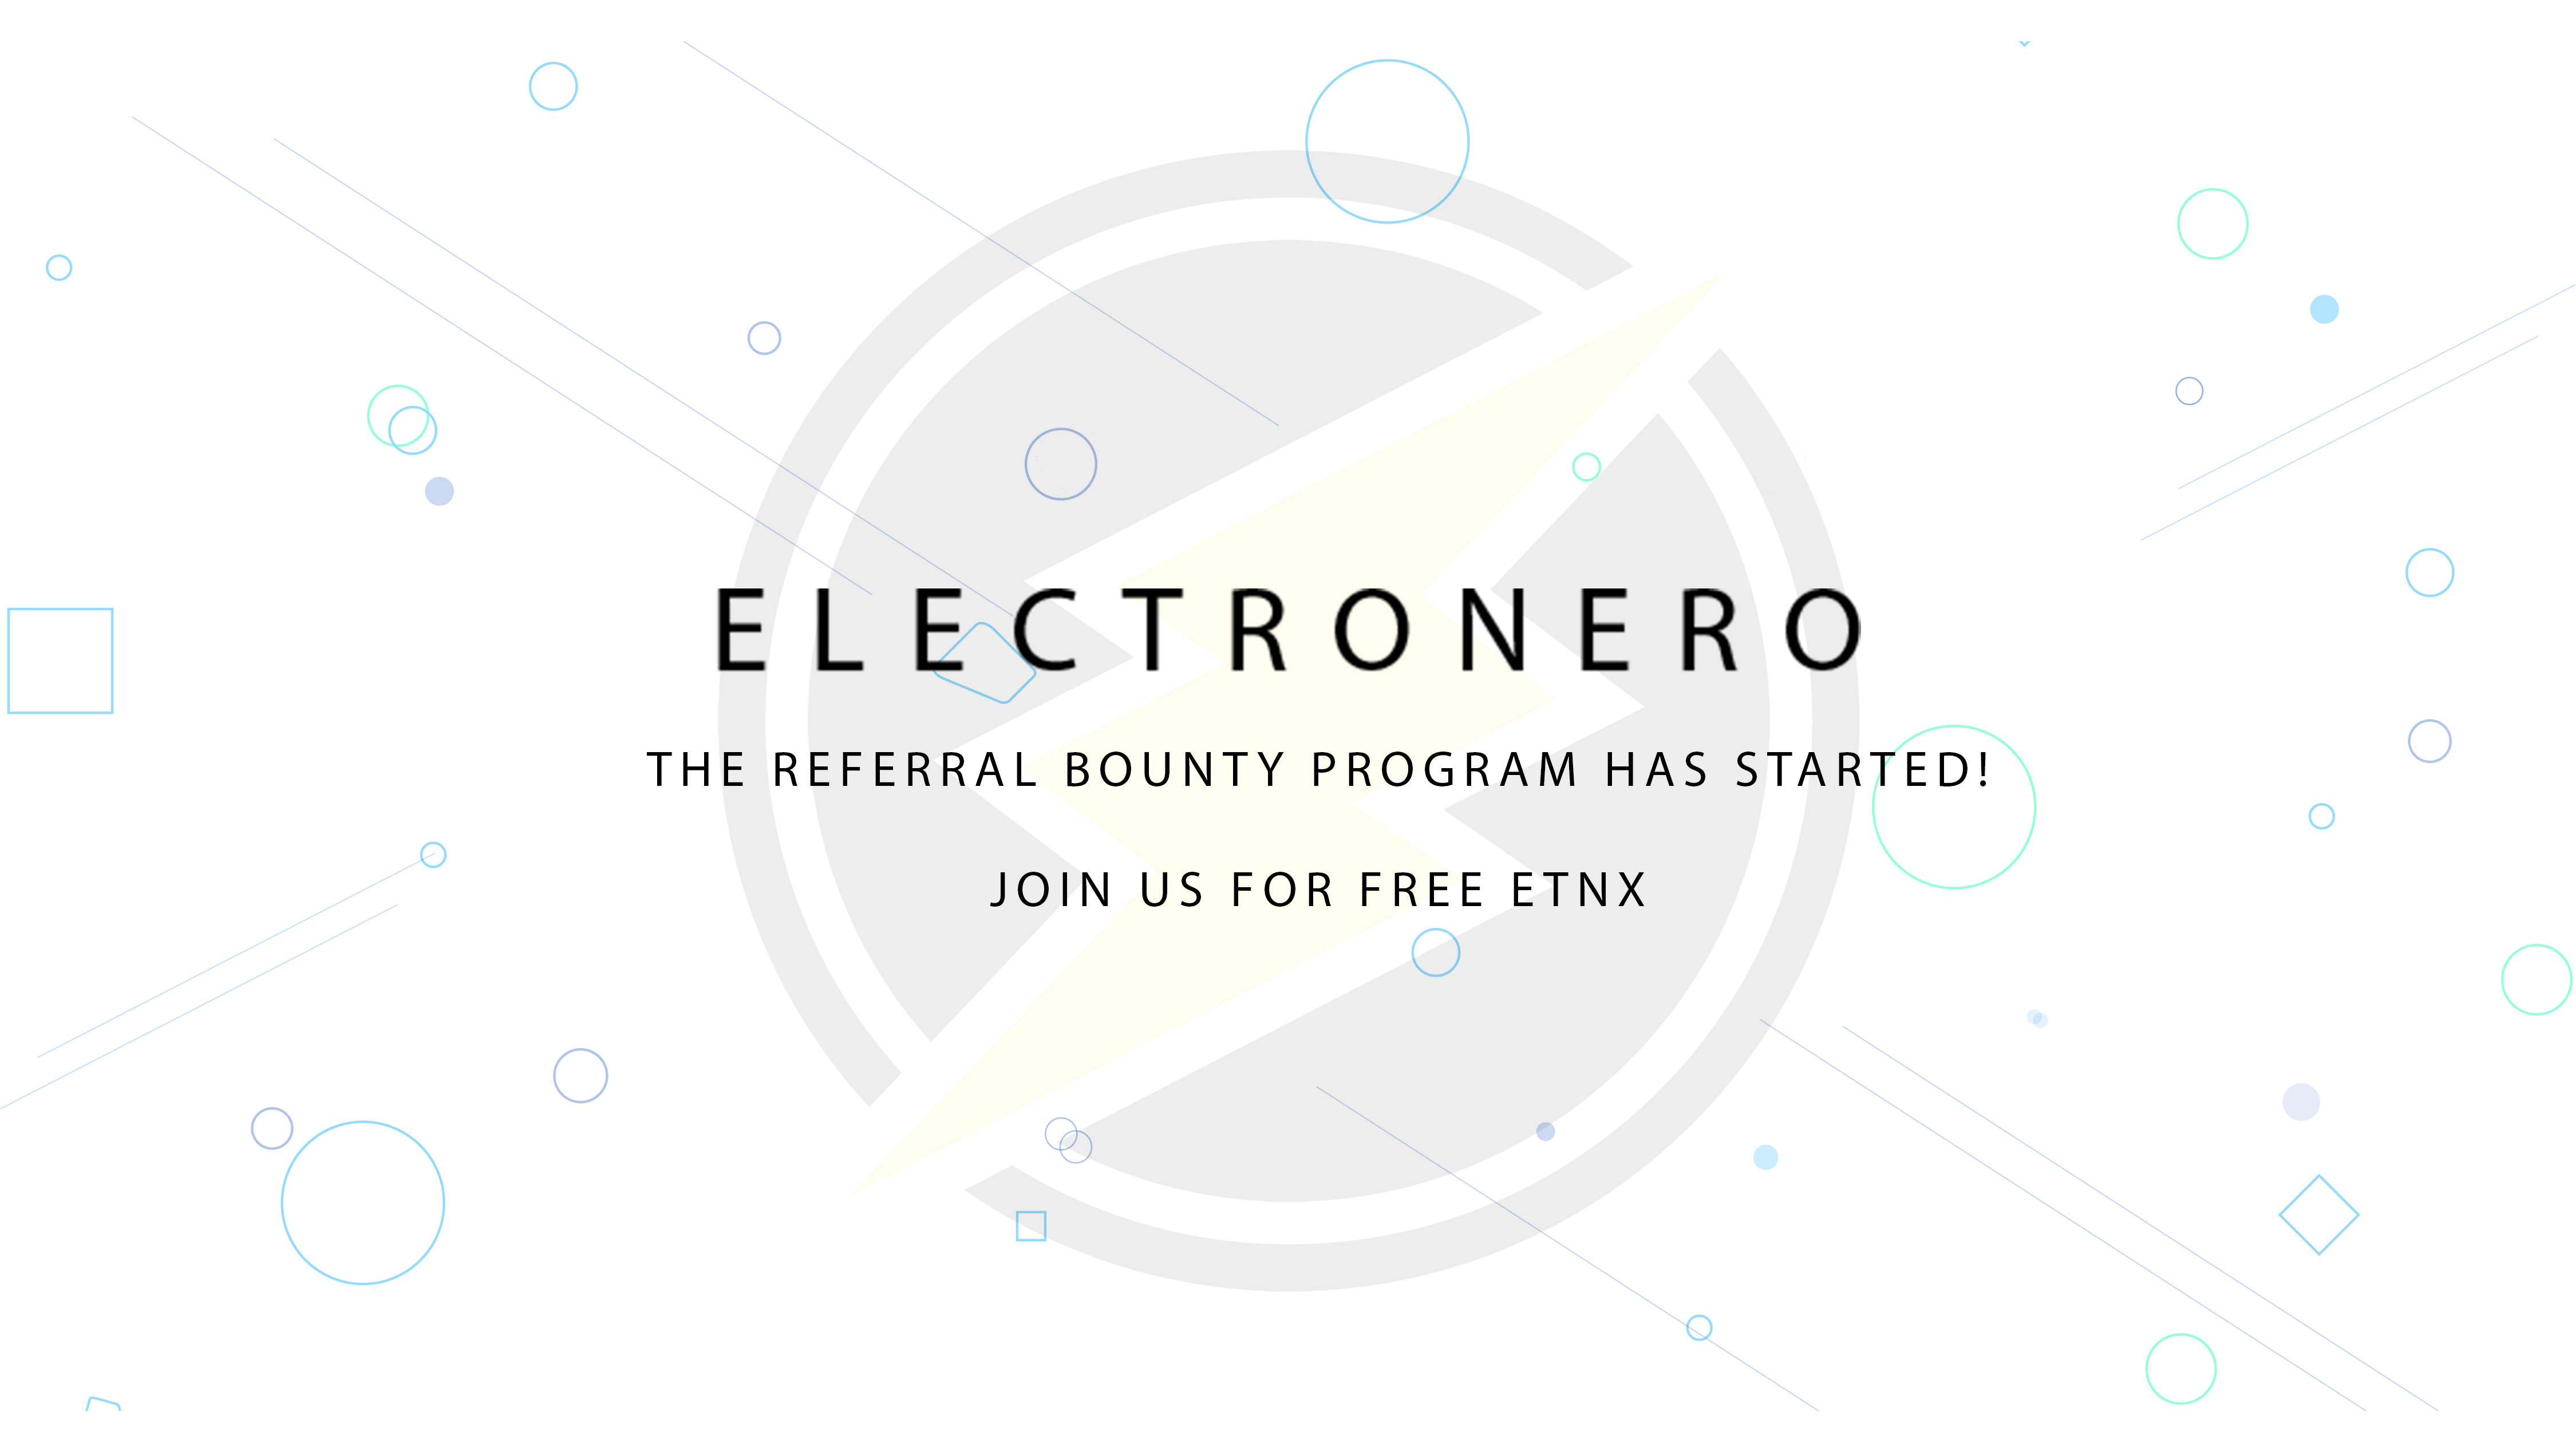 ELECTRONERO
THE REFERRAL BOUNTY PROGRAM HAS STARTED!
JOIN US FOR FREE ETNX